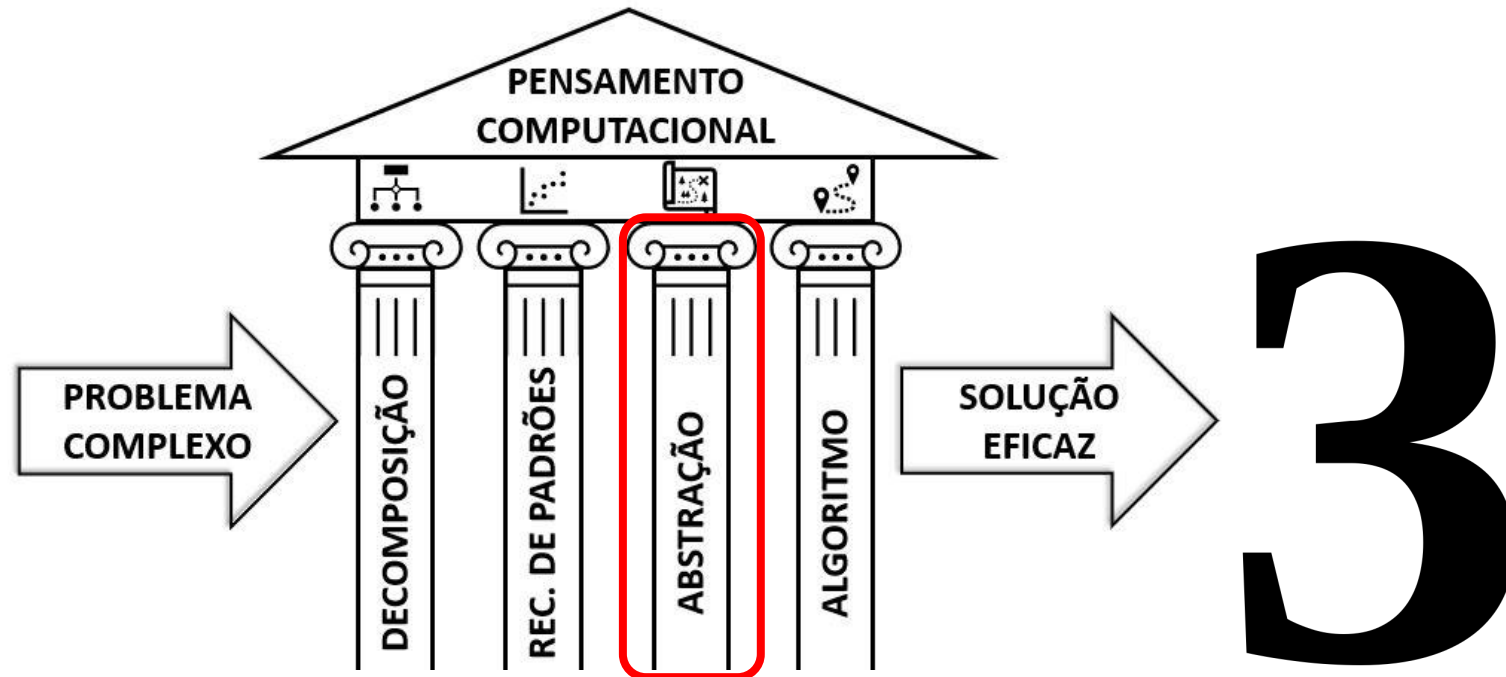 PENSAMENTO
COMPUTACIONAL
PROBLEMA
COMPLEXO
DECOMPOSIÇÃO
REC. DE PADRÕES
ABSTRAÇÃO
ALGORITMO
SOLUÇÃO
EFICAZ
3